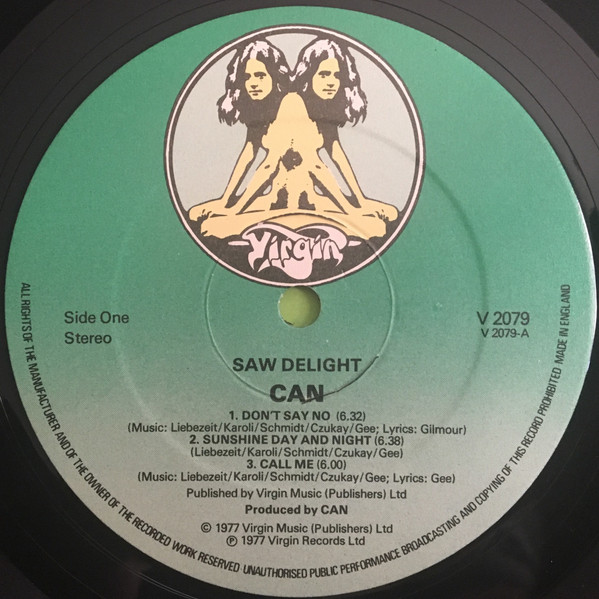 Virgin
Side One
Stereo
V 2079
V 2079-A
SAW DELIGHT
CAN
1. DON'T SAY NO (6.32)
(Music: Liebezeit/Karoli/Schmidt/Czukay/Gee; Lyrics: Gilmour)
2. SUNSHINE DAY AND NIGHT (6.38)
(Liebezeit/Karoli/Schmidt/Czukay/Gee)
3. CALL ME (6.00)
(Music: Liebezeit/Karoli/Schmidt/Czukay/Gee; Lyrics: Gee)
Published by Virgin Music (Publishers) Ltd
Produced by CAN
© 1977 Virgin Music (Publishers) Ltd
℗ 1977 Virgin Records Ltd
ALL RIGHTS OF THE MANUFACTURER AND OF THE OWNER OF THE RECORDED WORK RESERVED · UNAUTHORISED PUBLIC PERFORMANCE BROADCASTING AND COPYING OF THIS RECORD PROHIBITED MADE IN ENGLAND